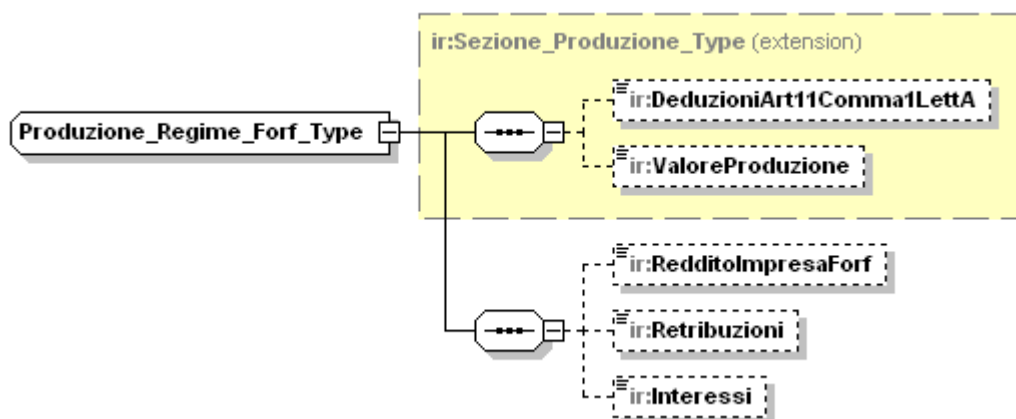 ir:Sezione_Produzione_Type (extension)
ir:DeduzioniArt11Comma1LettA
Produzione_Regime_Forf_Type
ir:ValoreProduzione
ir:RedditoImpresaForf
ir:Retribuzioni
ir:Interessi